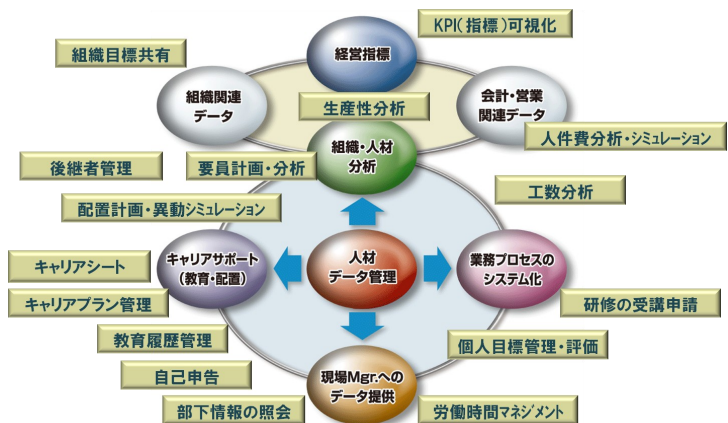 KPI(指標)可視化
組織目標共有
経営指標
組織関連
データ
会計・営業
関連データ
生産性分析
人件費分析・シミュレーション
組織・人材
分析
後継者管理
要員計画・分析
工数分析
配置計画・異動シミュレーション
キャリアサポート
(教育・配置)
人材
データ管理
業務プロセスの
システム化
キャリアシート
キャリアプラン管理
研修の受講申請
教育履歴管理
個人目標管理・評価
自己申告
現場Mgr.への
データ提供
部下情報の照会
労働時間マネジメント